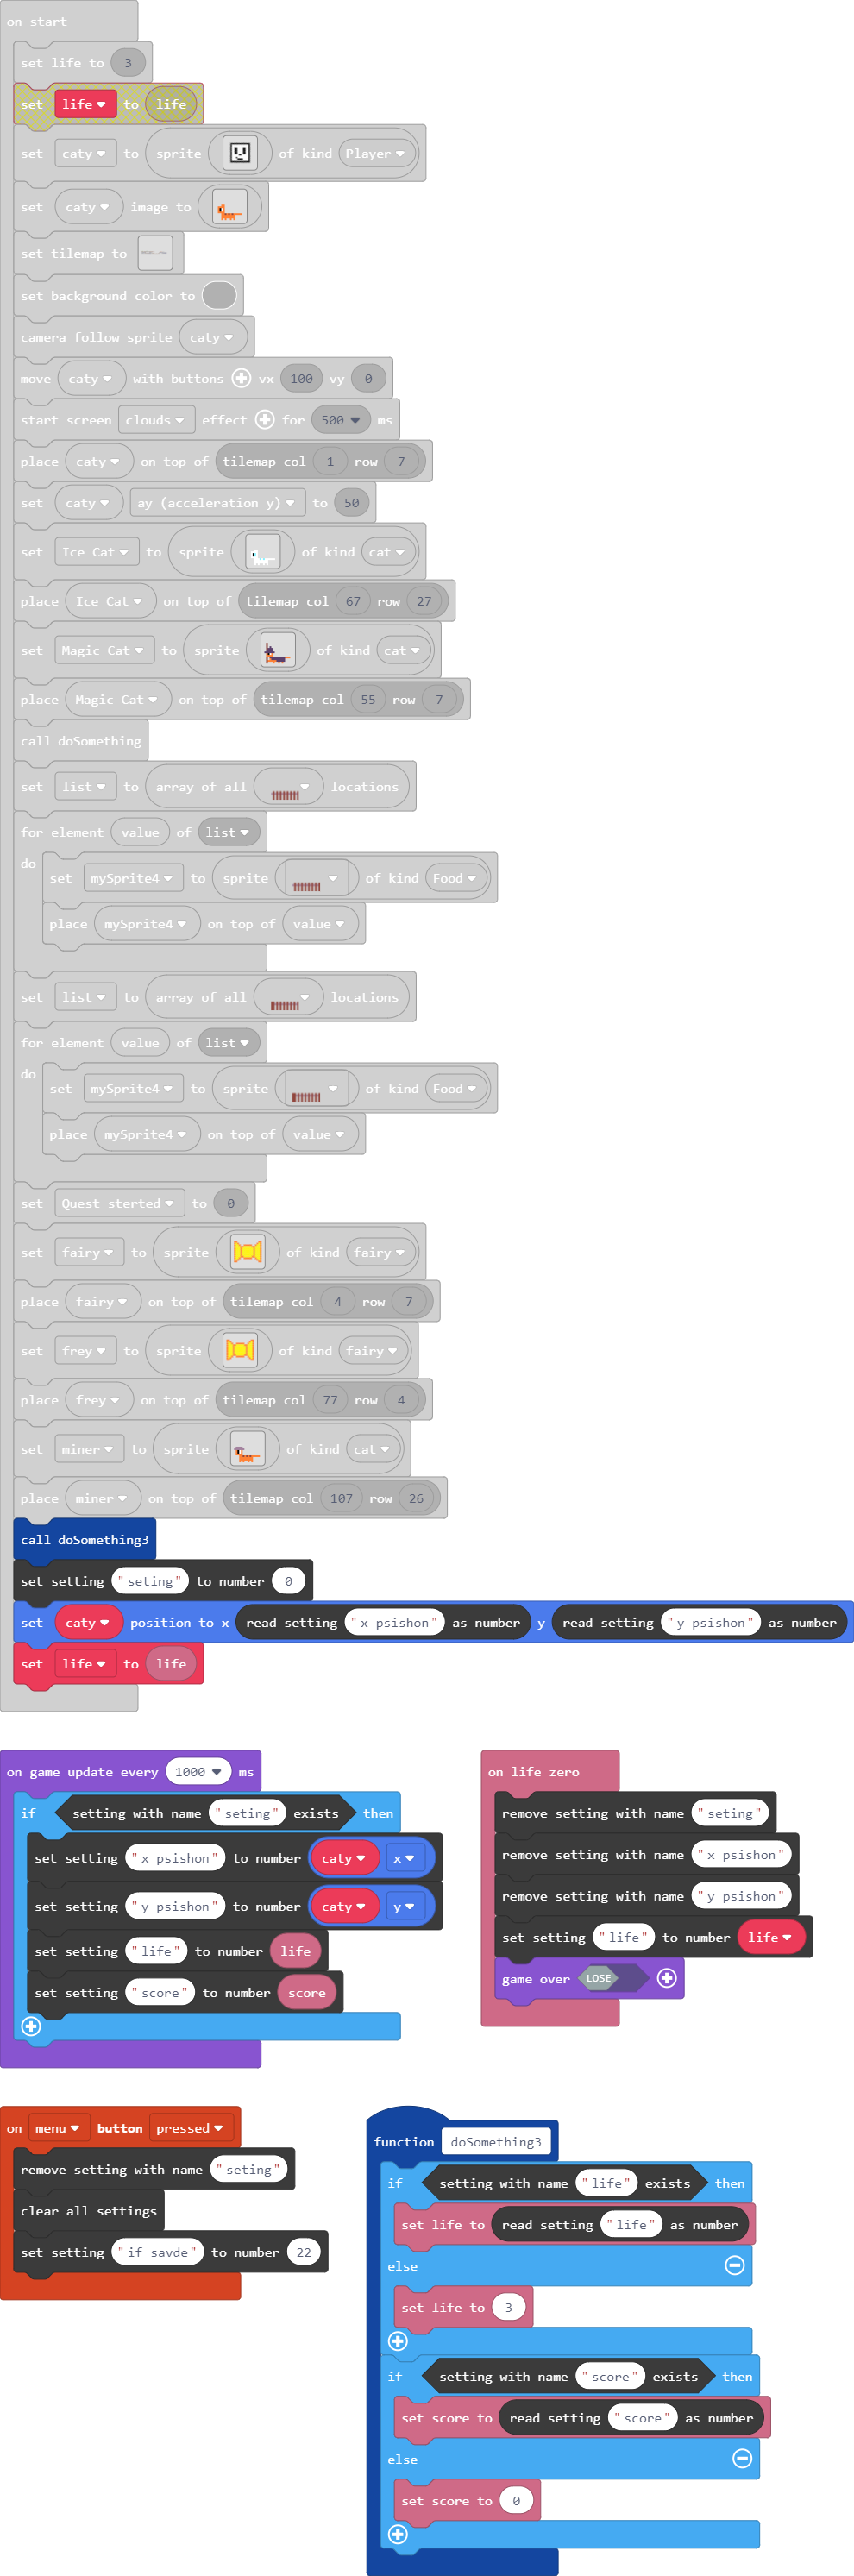 on start
set life to 3
set life to life
set caty to sprite of kind Player
set caty image to
set tilemap to
set background color to
camera follow sprite caty
move caty with buttons vx 100 vy 0
start screen clouds effect for 500 ms
place caty on top of tilemap col 1 row 7
set caty ay (acceleration y) to 50
set Ice Cat to sprite of kind cat
place Ice Cat on top of tilemap col 67 row 27
set Magic Cat to sprite of kind cat
place Magic Cat on top of tilemap col 55 row 7
call doSomething
set list to array of all locations
for element value of list
do
set mySprite4 to sprite of kind Food
place mySprite4 on top of value
set list to array of all locations
for element value of list
do
set mySprite4 to sprite of kind Food
place mySprite4 on top of value
set Quest sterted to 0
set fairy to sprite of kind fairy
place fairy on top of tilemap col 4 row 7
set frey to sprite of kind fairy
place frey on top of tilemap col 77 row 4
set miner to sprite of kind cat
place miner on top of tilemap col 107 row 26
call doSomething3
set setting "seting" to number 0
set caty position to x read setting "x psishon" as number y read setting "y psishon" as number
set life to life
on game update every 1000 ms
if setting with name "seting" exists then
set setting "x psishon" to number caty x
set setting "y psishon" to number caty y
set setting "life" to number life
set setting "score" to number score
on life zero
remove setting with name "seting"
remove setting with name "x psishon"
remove setting with name "y psishon"
set setting "life" to number life
game over LOSE
on menu button pressed
remove setting with name "seting"
clear all settings
set setting "if savde" to number 22
function doSomething3
if setting with name "life" exists then
set life to read setting "life" as number
else
set life to 3
if setting with name "score" exists then
set score to read setting "score" as number
else
set score to 0